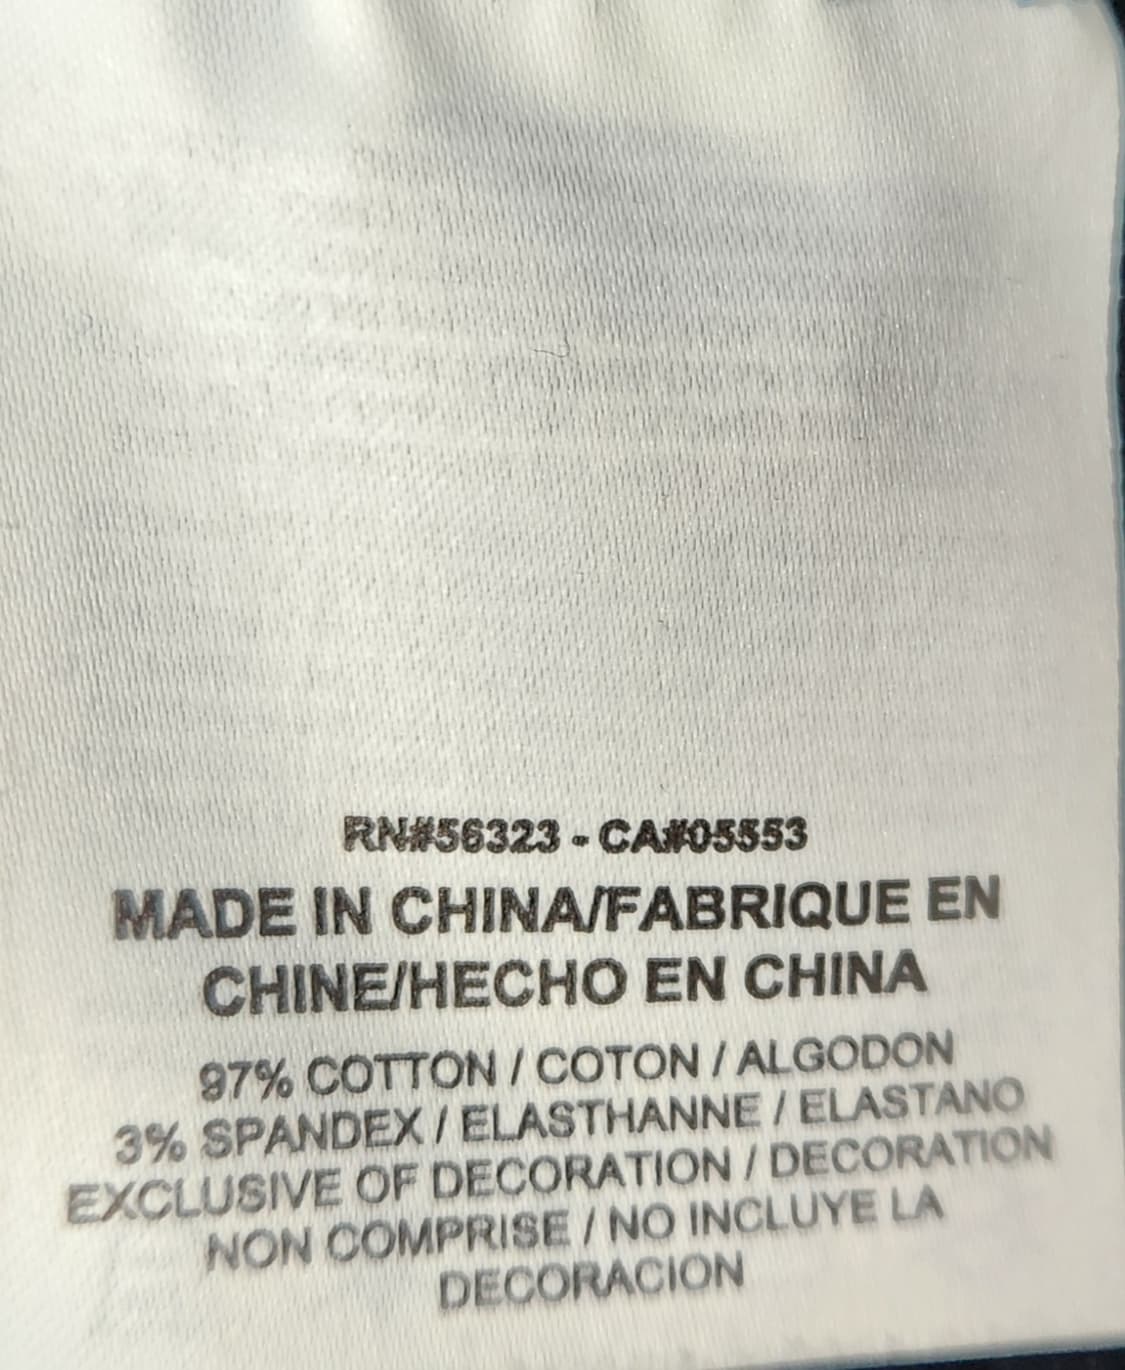 RN#56323 - CA#05553
MADE IN CHINA/FABRIQUE EN
CHINE/HECHO EN CHINA
97% COTTON / COTON / ALGODON
3% SPANDEX / ELASTHANNE / ELASTANO
EXCLUSIVE OF DECORATION / DECORATION
NON COMPRISE / NO INCLUYE LA
DECORACION